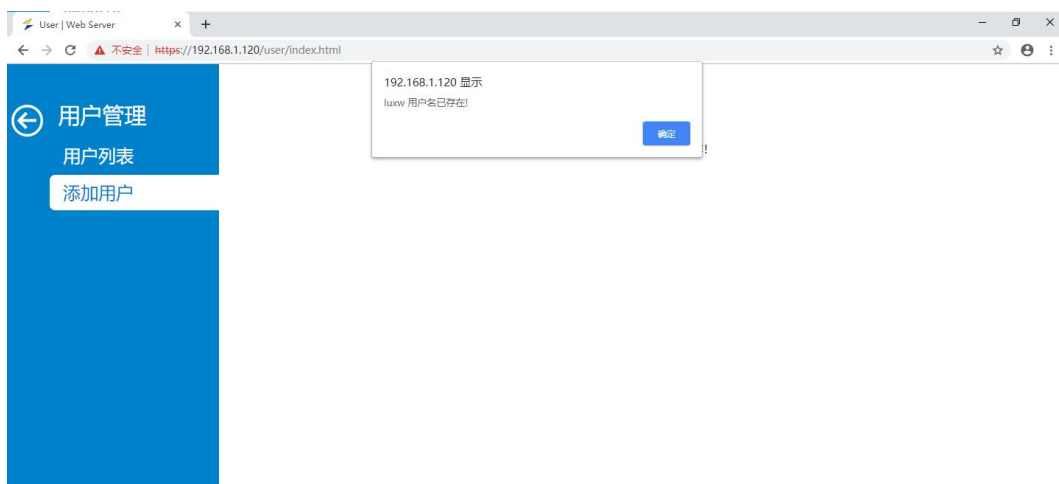 User | Web Server
不安全 | https://192.168.1.120/user/index.html
192.168.1.120 显示
luxw 用户名已存在!
确定
用户管理
用户列表
添加用户
!